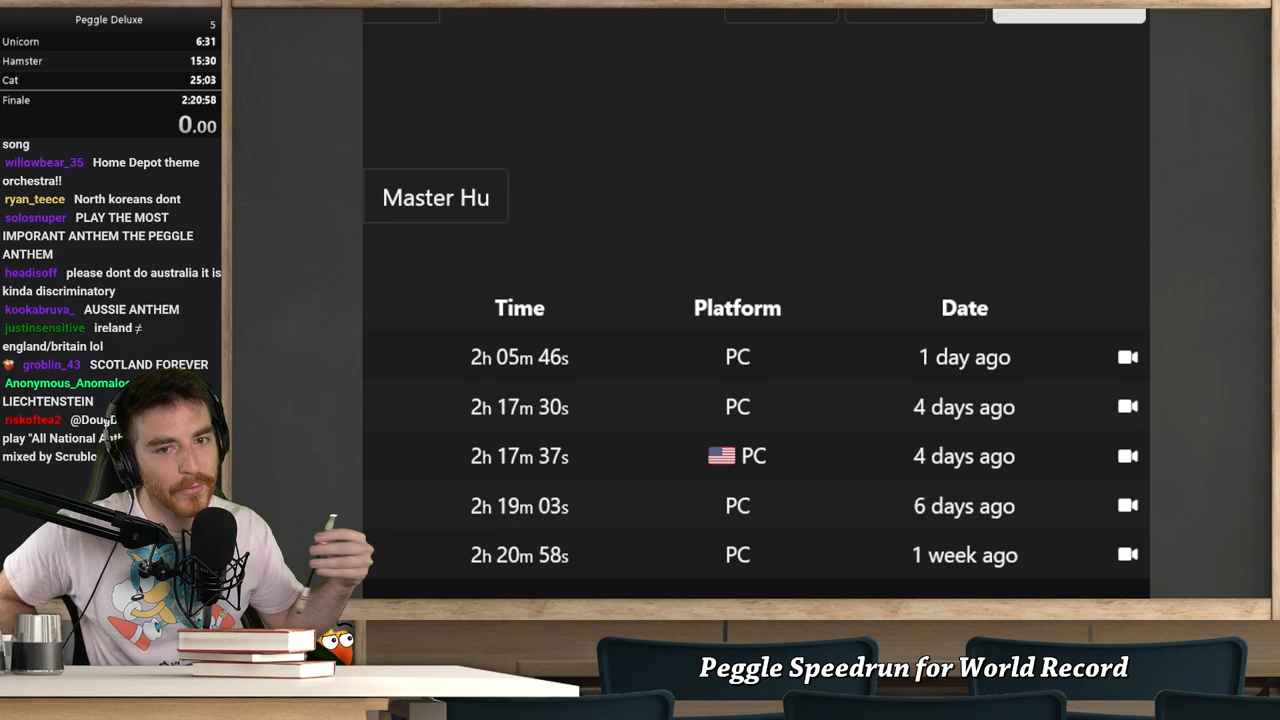 Peggle Deluxe
5
Unicorn 6:31
Hamster 15:30
Cat 25:03
Finale 2:20:58
0.00
song
willowbear_35 Home Depot theme
orchestra!!
ryan_teece North koreans dont
solosnuper PLAY THE MOST
IMPORANT ANTHEM THE PEGGLE
ANTHEM
headisoff please dont do australia it is
kinda discriminatory
kookabruva_ AUSSIE ANTHEM
justinsensitive ireland ≠
england/britain lol
groblin_43 SCOTLAND FOREVER
LIECHTENSTEIN
riskoftea2
play "All National
mixed by
Master Hu
Time Platform Date
2h 05m 46s PC 1 day ago
2h 17m 30s PC 4 days ago
2h 17m 37s PC 4 days ago
2h 19m 03s PC 6 days ago
2h 20m 58s PC 1 week ago
Peggle Speedrun for World Record